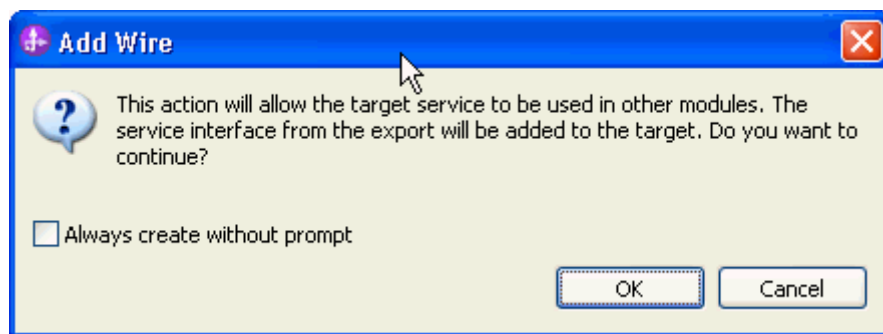 Add Wire
This action will allow the target service to be used in other modules. The
service interface from the export will be added to the target. Do you want to
continue?
Always create without prompt
OK Cancel